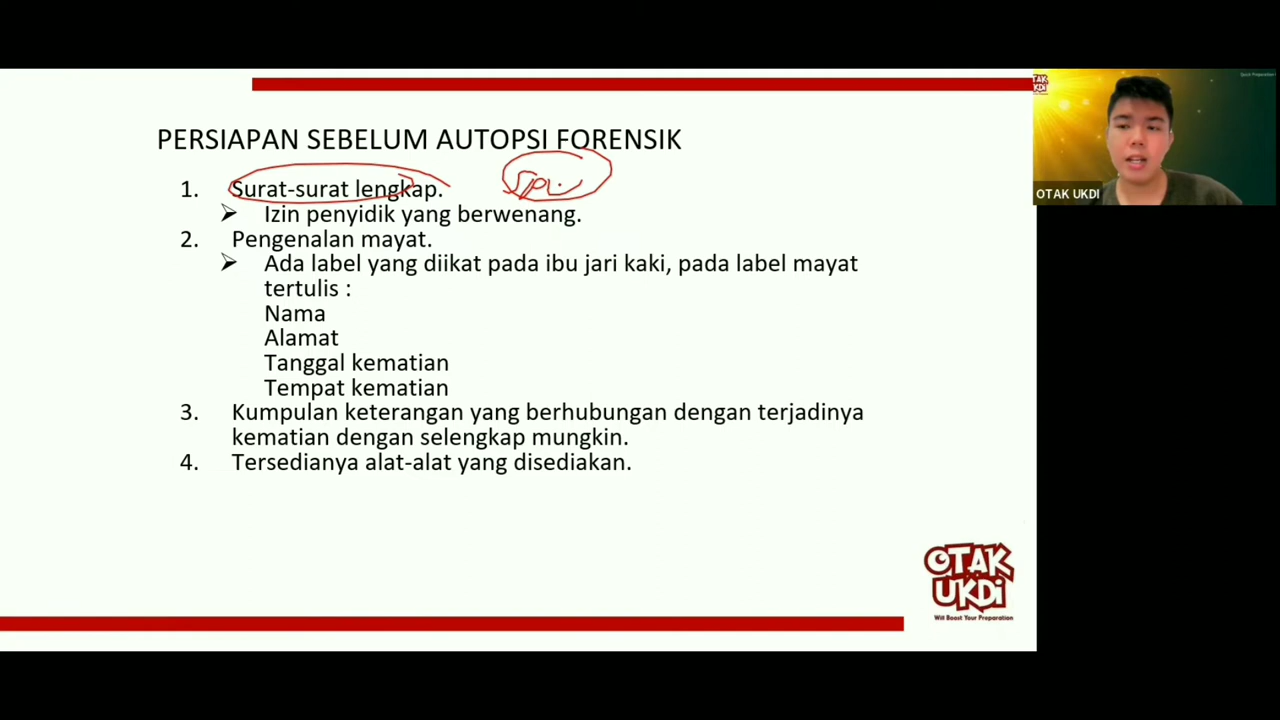 PERSIAPAN SEBELUM AUTOPSI FORENSIK
1. Surat-surat lengkap.
➢ Izin penyidik yang berwenang.
2. Pengenalan mayat.
➢ Ada label yang diikat pada ibu jari kaki, pada label mayat
tertulis :
Nama
Alamat
Tanggal kematian
Tempat kematian
3. Kumpulan keterangan yang berhubungan dengan terjadinya
kematian dengan selengkap mungkin.
4. Tersedianya alat-alat yang disediakan.
OTAK
UKDI
Will Boost Your Preparation
OTAK
UKDI
OTAK UKDI